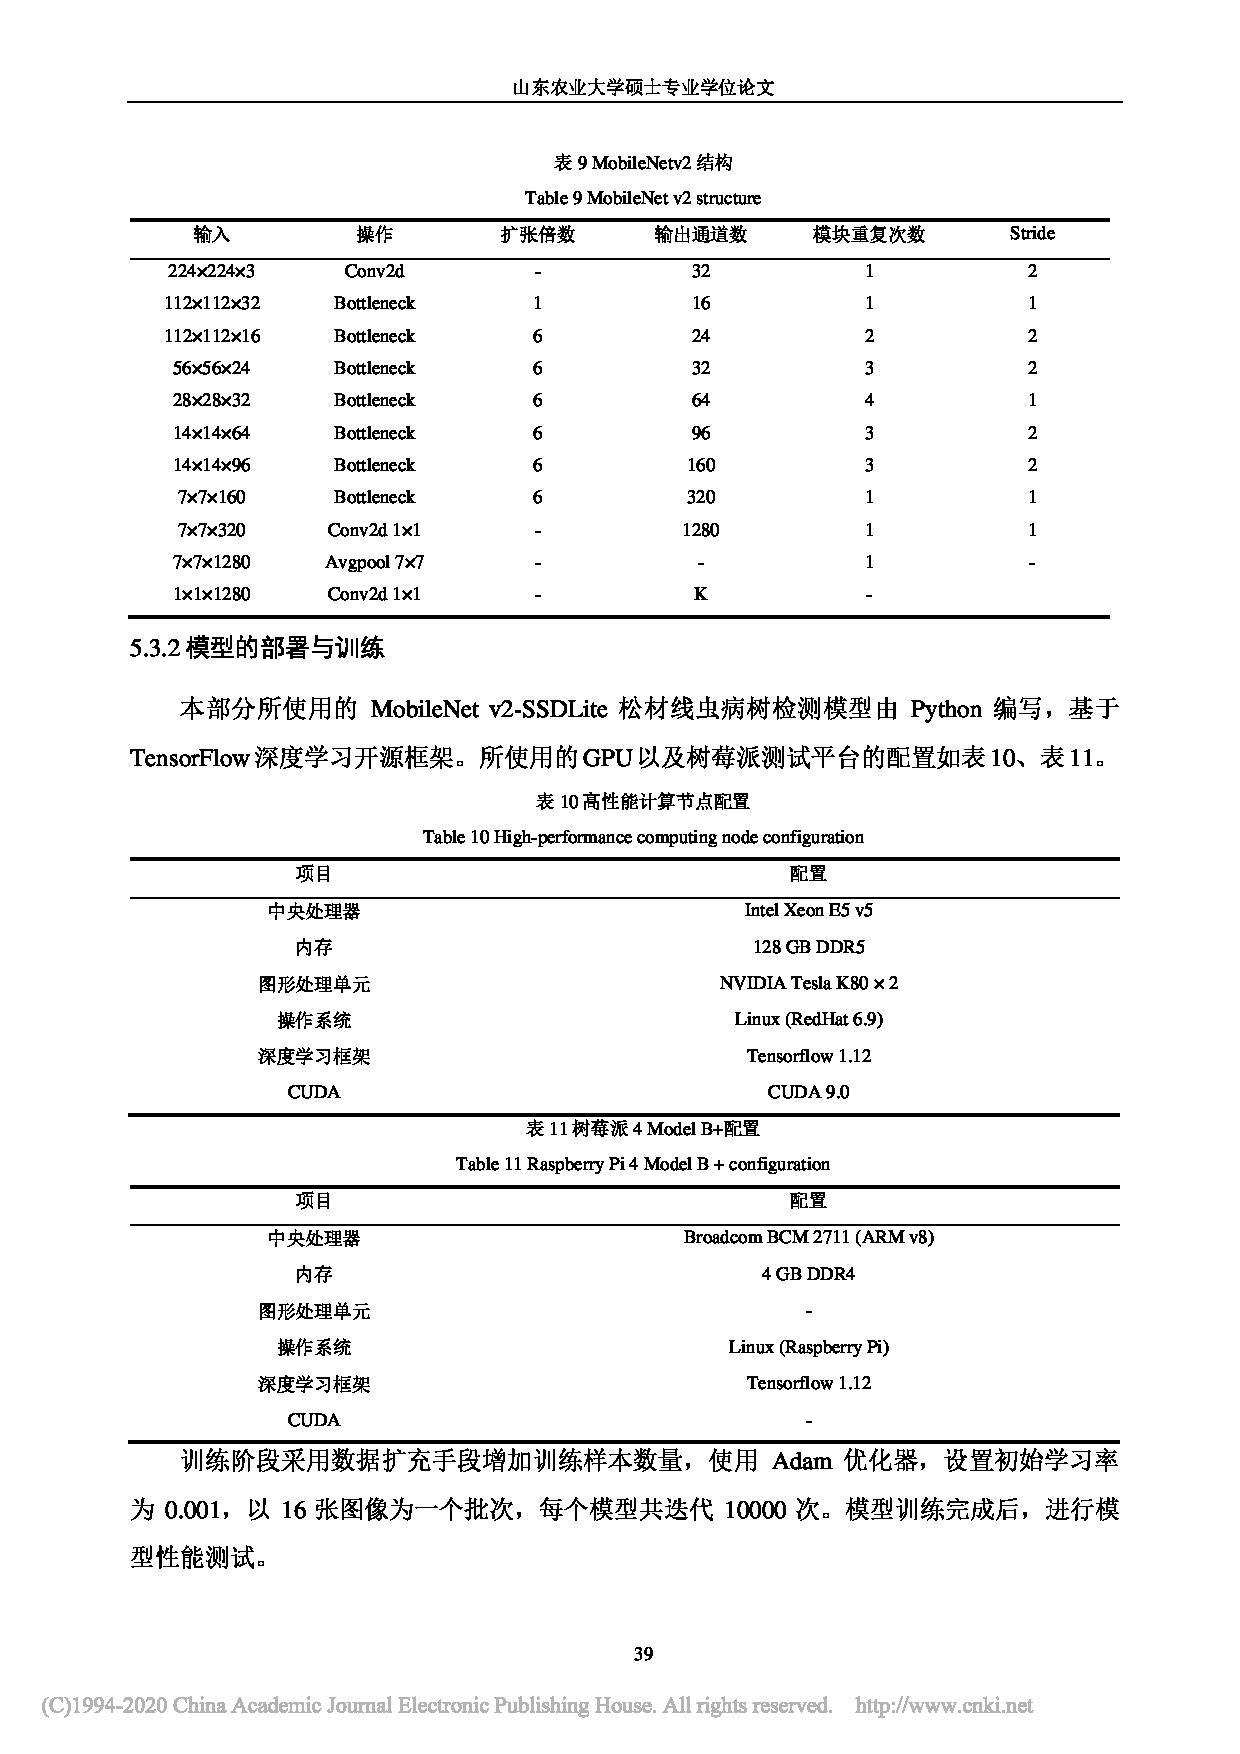 山东农业大学硕士专业学位论文
表 9 MobileNetv2 结构
Table 9 MobileNet v2 structure
输入 操作 扩张倍数 输出通道数 模块重复次数 Stride
224×224×3 Conv2d - 32 1 2
112×112×32 Bottleneck 1 16 1 1
112×112×16 Bottleneck 6 24 2 2
56×56×24 Bottleneck 6 32 3 2
28×28×32 Bottleneck 6 64 4 1
14×14×64 Bottleneck 6 96 3 2
14×14×96 Bottleneck 6 160 3 2
7×7×160 Bottleneck 6 320 1 1
7×7×320 Conv2d 1×1 - 1280 1 1
7×7×1280 Avgpool 7×7 - - 1 -
1×1×1280 Conv2d 1×1 - K -
5.3.2 模型的部署与训练
本部分所使用的 MobileNet v2-SSDLite 松材线虫病树检测模型由 Python 编写，基于
TensorFlow 深度学习开源框架。所使用的 GPU 以及树莓派测试平台的配置如表 10、表 11。
表 10 高性能计算节点配置
Table 10 High-performance computing node configuration
项目 配置
中央处理器 Intel Xeon E5 v5
内存 128 GB DDR5
图形处理单元 NVIDIA Tesla K80 × 2
操作系统 Linux (RedHat 6.9)
深度学习框架 Tensorflow 1.12
CUDA CUDA 9.0
表 11 树莓派 4 Model B+配置
Table 11 Raspberry Pi 4 Model B + configuration
项目 配置
中央处理器 Broadcom BCM 2711 (ARM v8)
内存 4 GB DDR4
图形处理单元 -
操作系统 Linux (Raspberry Pi)
深度学习框架 Tensorflow 1.12
CUDA -
训练阶段采用数据扩充手段增加训练样本数量，使用 Adam 优化器，设置初始学习率
为 0.001，以 16 张图像为一个批次，每个模型共迭代 10000 次。模型训练完成后，进行模
型性能测试。
39
(C)1994-2020 China Academic Journal Electronic Publishing House. All rights reserved. http://www.cnki.net